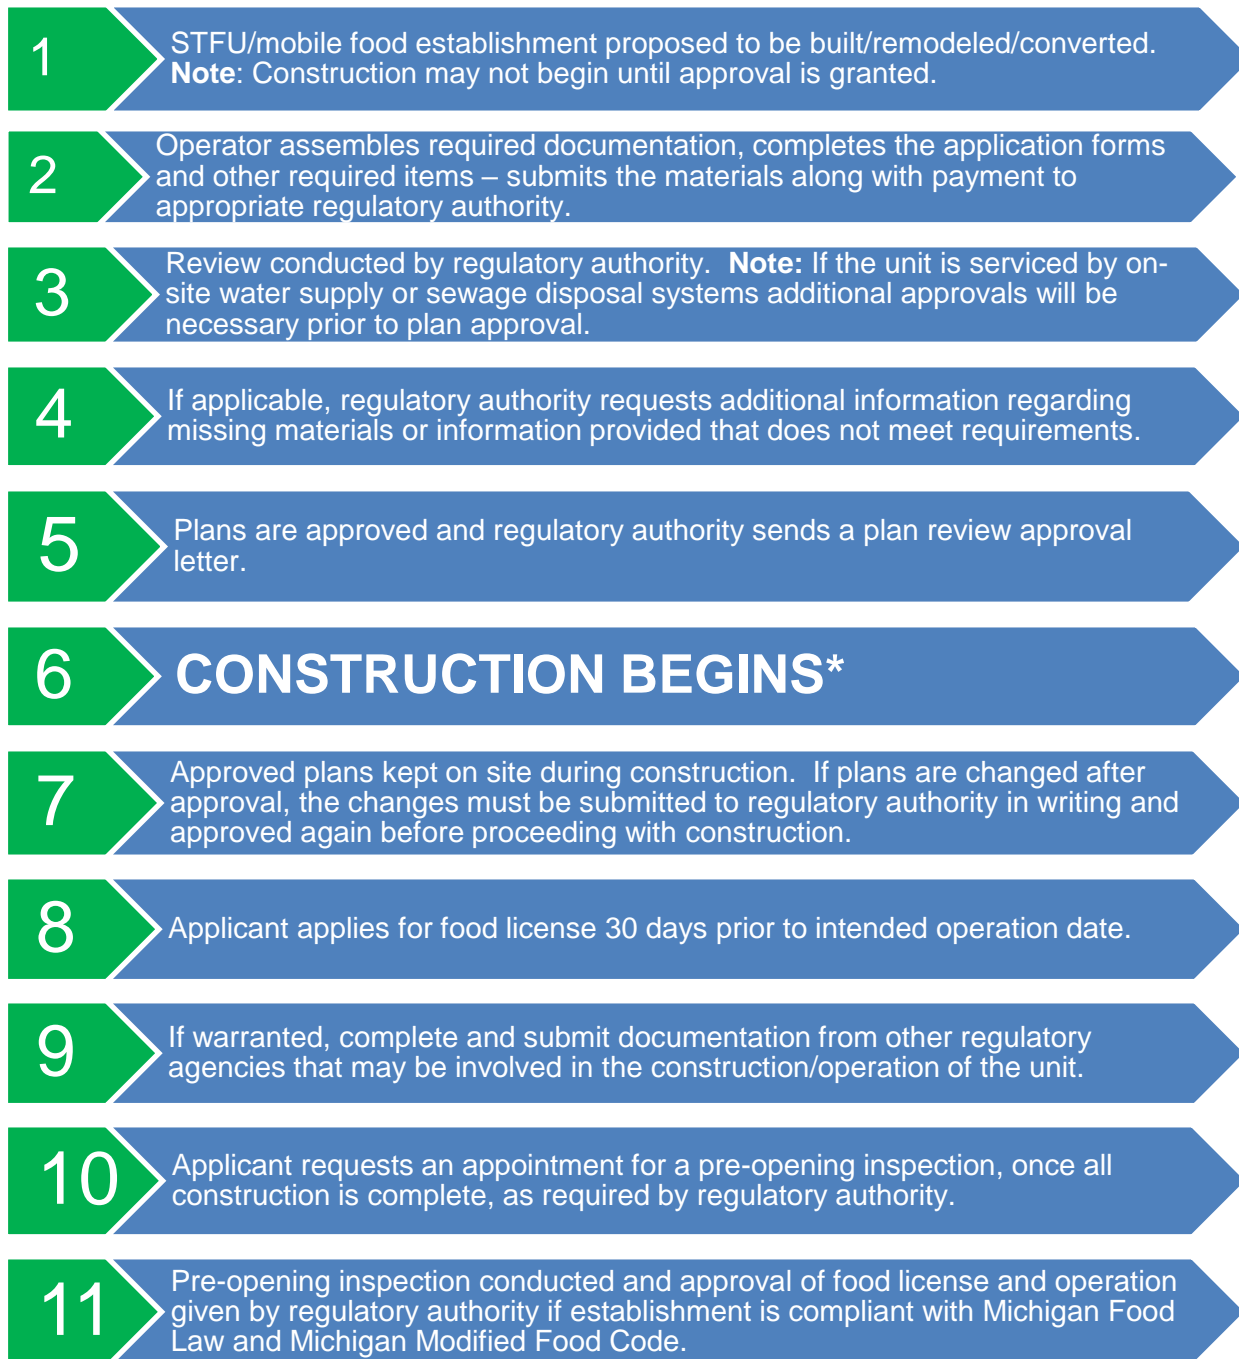 1
STFU/mobile food establishment proposed to be built/remodeled/converted.
Note: Construction may not begin until approval is granted.
2
Operator assembles required documentation, completes the application forms
and other required items – submits the materials along with payment to
appropriate regulatory authority.
3
Review conducted by regulatory authority.  Note: If the unit is serviced by on-
site water supply or sewage disposal systems additional approvals will be
necessary prior to plan approval.
4
If applicable, regulatory authority requests additional information regarding
missing materials or information provided that does not meet requirements.
5
Plans are approved and regulatory authority sends a plan review approval
letter.
6
CONSTRUCTION BEGINS*
7
Approved plans kept on site during construction.  If plans are changed after
approval, the changes must be submitted to regulatory authority in writing and
approved again before proceeding with construction.
8
Applicant applies for food license 30 days prior to intended operation date.
9
If warranted, complete and submit documentation from other regulatory
agencies that may be involved in the construction/operation of the unit.
10
Applicant requests an appointment for a pre-opening inspection, once all
construction is complete, as required by regulatory authority.
11
Pre-opening inspection conducted and approval of food license and operation
given by regulatory authority if establishment is compliant with Michigan Food
Law and Michigan Modified Food Code.